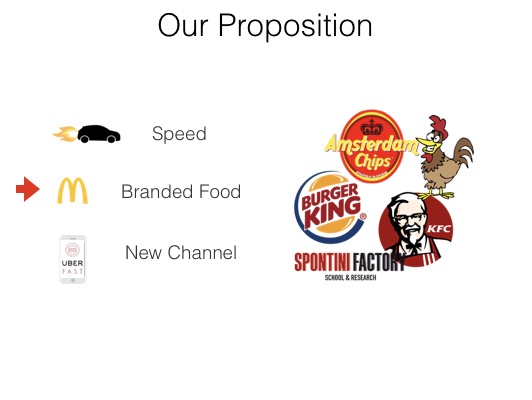 Our Proposition
Speed
Branded Food
New Channel
UBER
FAST
Amsterdam
Chips
BURGER
KING
®
KFC
SPONTINI FACTORY
SCHOOL & RESEARCH